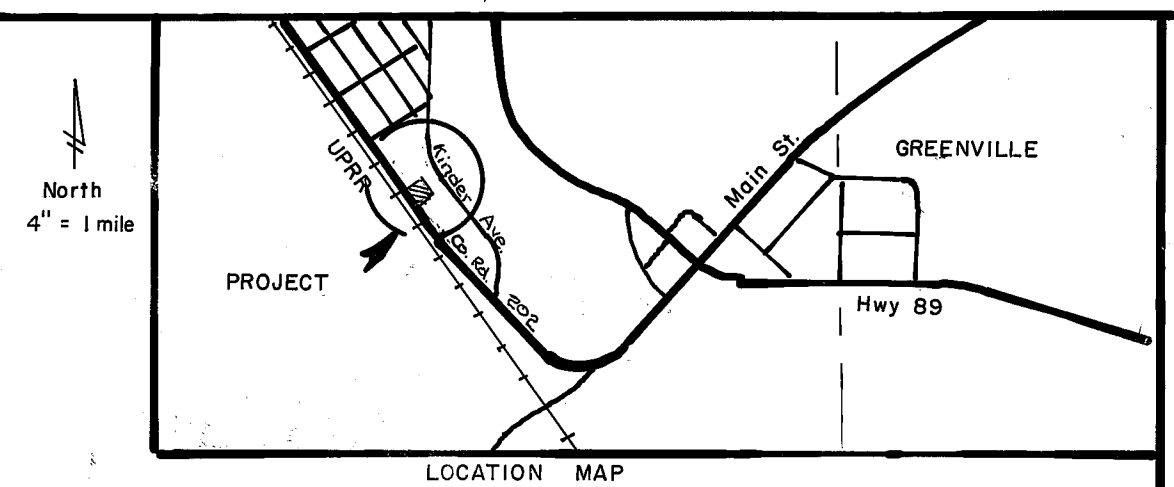 North
4" = 1 mile
UPRR
Kinder Ave.
Main St.
GREENVILLE
Co. Rd. 202
PROJECT
Hwy 89
LOCATION MAP